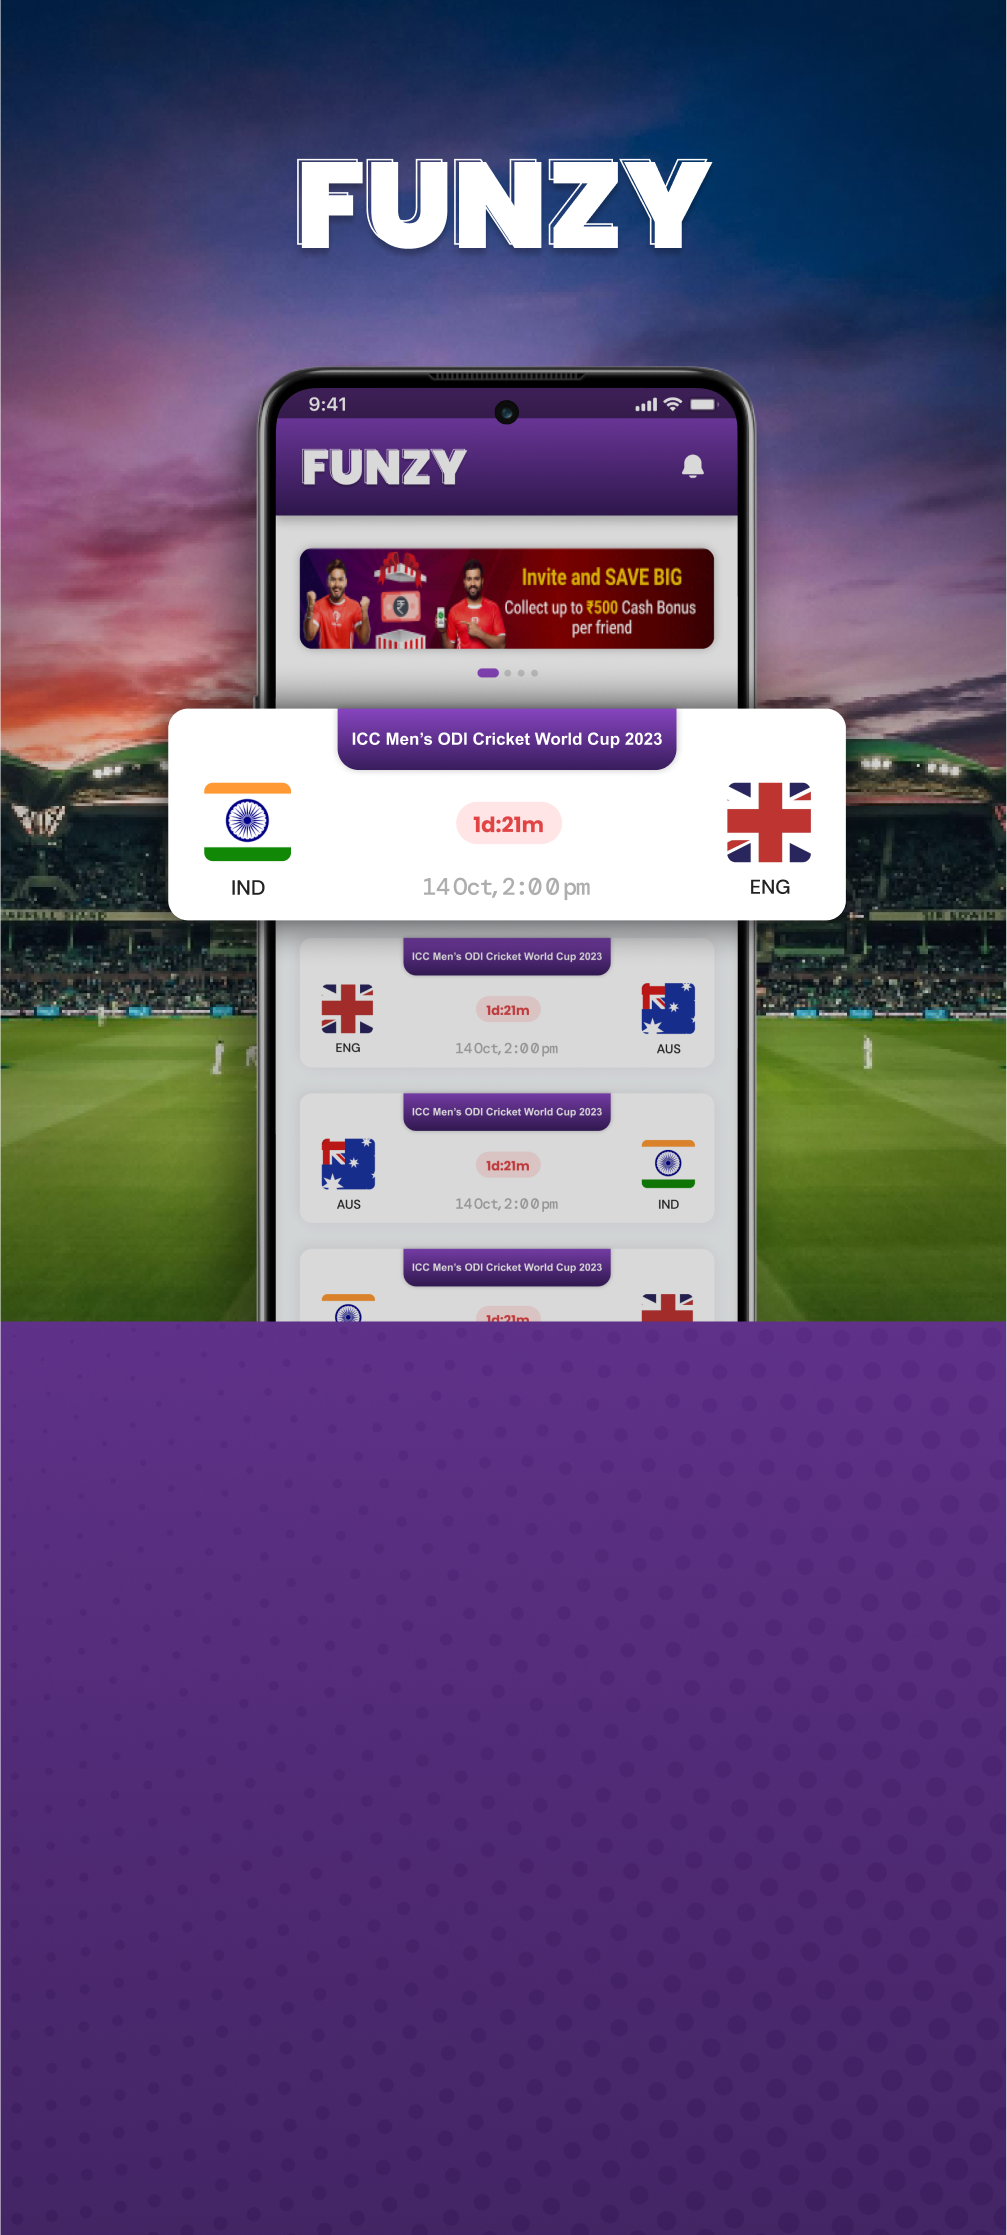 FUNZY
9:41
FUNZY
Invite and SAVE BIG
Collect up to ₹500 Cash Bonus
per friend
ICC Men's ODI Cricket World Cup 2023
1d:21m
IND
14 Oct, 2:00 pm
ENG
ICC Men's ODI Cricket World Cup 2023
1d:21m
ENG
14 Oct, 2:00 pm
AUS
ICC Men's ODI Cricket World Cup 2023
1d:21m
AUS
14 Oct, 2:00 pm
IND
ICC Men's ODI Cricket World Cup 2023
1d:21m